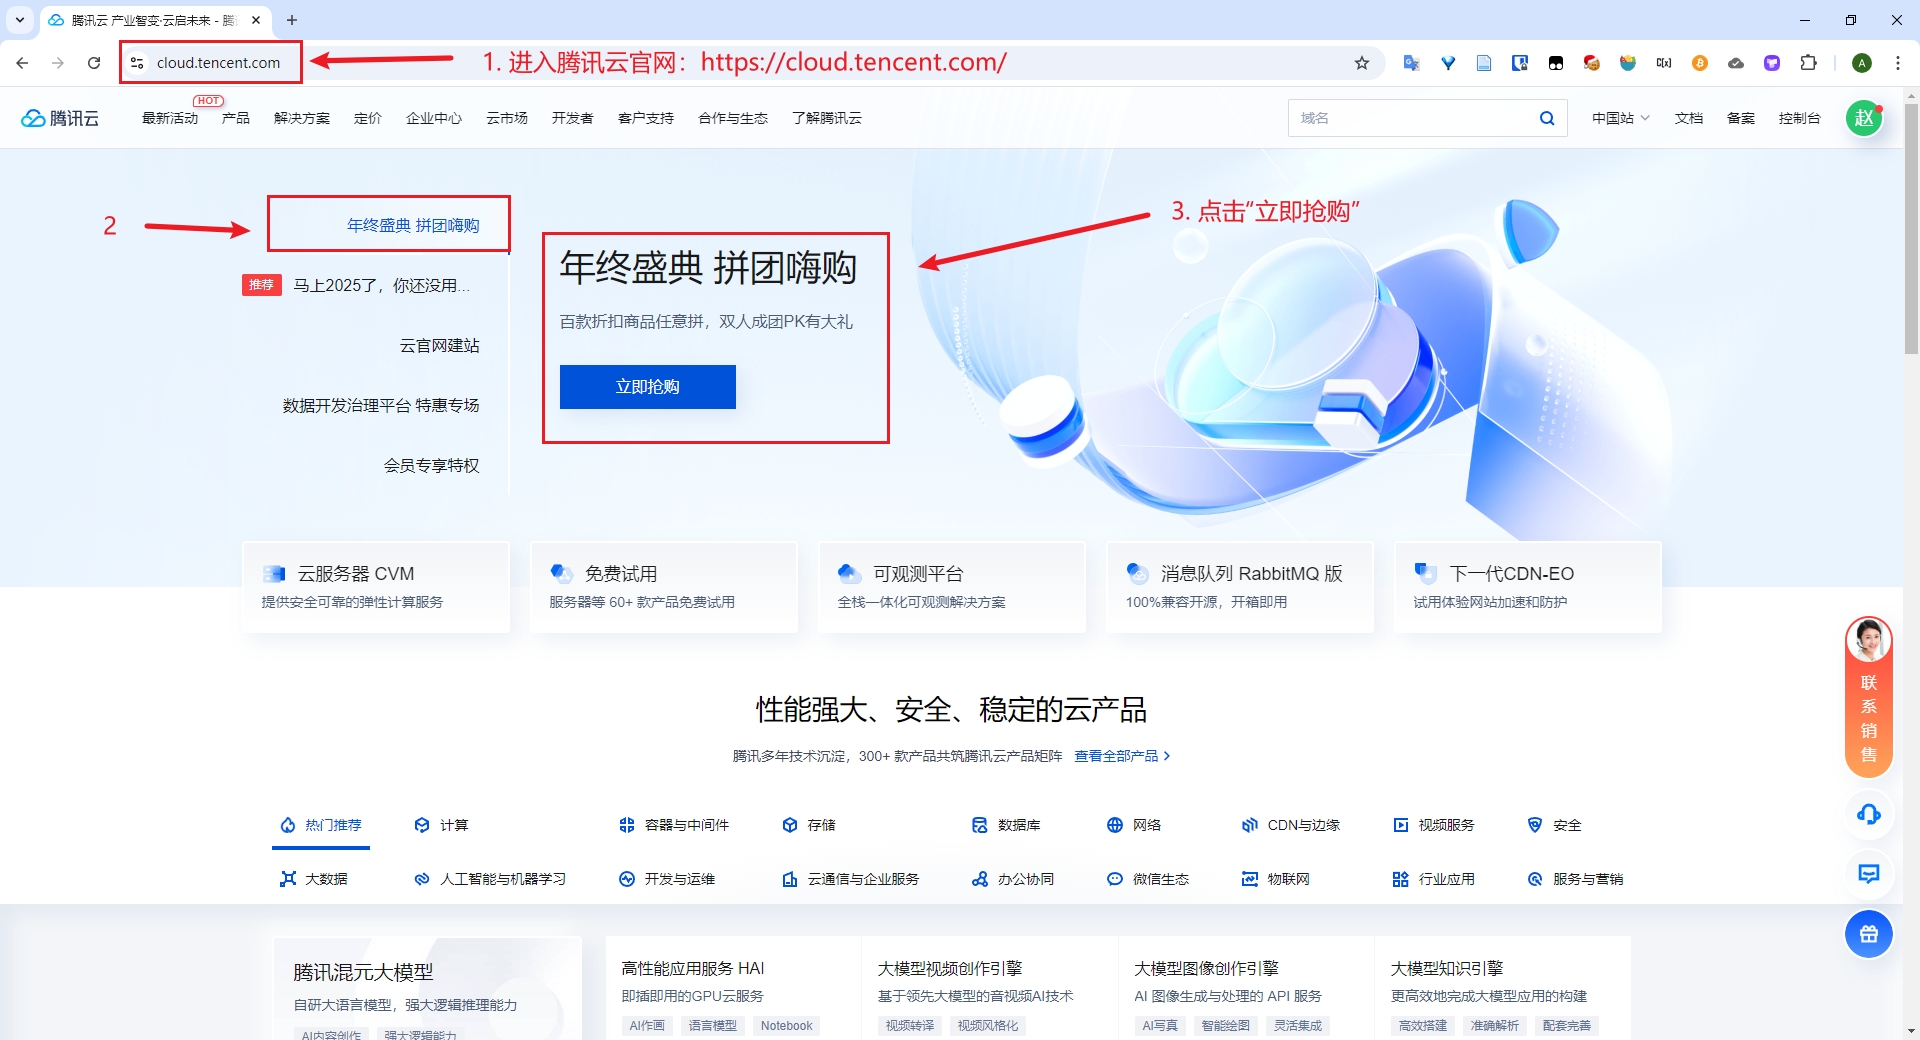 腾讯云 产业智变·云启未来 - 腾
cloud.tencent.com
1. 进入腾讯云官网：https://cloud.tencent.com/
腾讯云
最新活动
HOT
产品
解决方案
定价
企业中心
云市场
开发者
客户支持
合作与生态
了解腾讯云
域名
中国站
文档
备案
控制台
赵
2
年终盛典 拼团嗨购
推荐 马上2025了，你还没用...
云官网建站
数据开发治理平台 特惠专场
会员专享特权
年终盛典 拼团嗨购
百款折扣商品任意拼，双人成团PK有大礼
立即抢购
3. 点击“立即抢购”
云服务器 CVM
提供安全可靠的弹性计算服务
免费试用
服务器等 60+ 款产品免费试用
可观测平台
全栈一体化可观测解决方案
消息队列 RabbitMQ 版
100%兼容开源，开箱即用
下一代CDN-EO
试用体验网站加速和防护
联系销售
性能强大、安全、稳定的云产品
腾讯多年技术沉淀，300+ 款产品共筑腾讯云产品矩阵 查看全部产品
热门推荐
计算
容器与中间件
存储
数据库
网络
CDN与边缘
视频服务
安全
大数据
人工智能与机器学习
开发与运维
云通信与企业服务
办公协同
微信生态
物联网
行业应用
服务与营销
腾讯混元大模型
自研大语言模型，强大逻辑推理能力
AI内容创作 强大逻辑能力
高性能应用服务 HAI
即插即用的GPU云服务
AI作画 语言模型 Notebook
大模型视频创作引擎
基于领先大模型的音视频AI技术
视频转译 视频风格化
大模型图像创作引擎
AI 图像生成与处理的 API 服务
AI写真 智能绘图 灵活集成
大模型知识引擎
更高效地完成大模型应用的构建
高效搭建 准确解析 配套完善